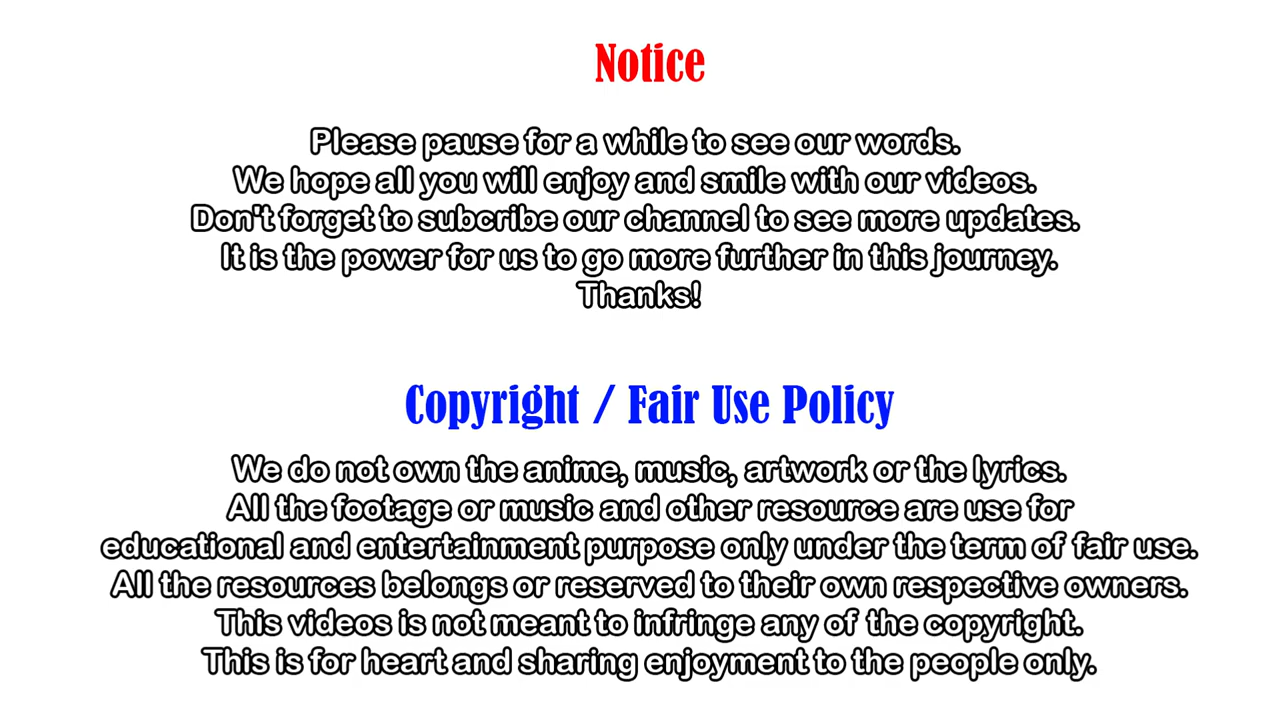 Notice
Please pause for a while to see our words.
We hope all you will enjoy and smile with our videos.
Don't forget to subcribe our channel to see more updates.
It is the power for us to go more further in this journey.
Thanks!
Copyright / Fair Use Policy
We do not own the anime, music, artwork or the lyrics.
All the footage or music and other resource are use for
educational and entertainment purpose only under the term of fair use.
All the resources belongs or reserved to their own respective owners.
This videos is not meant to infringe any of the copyright.
This is for heart and sharing enjoyment to the people only.